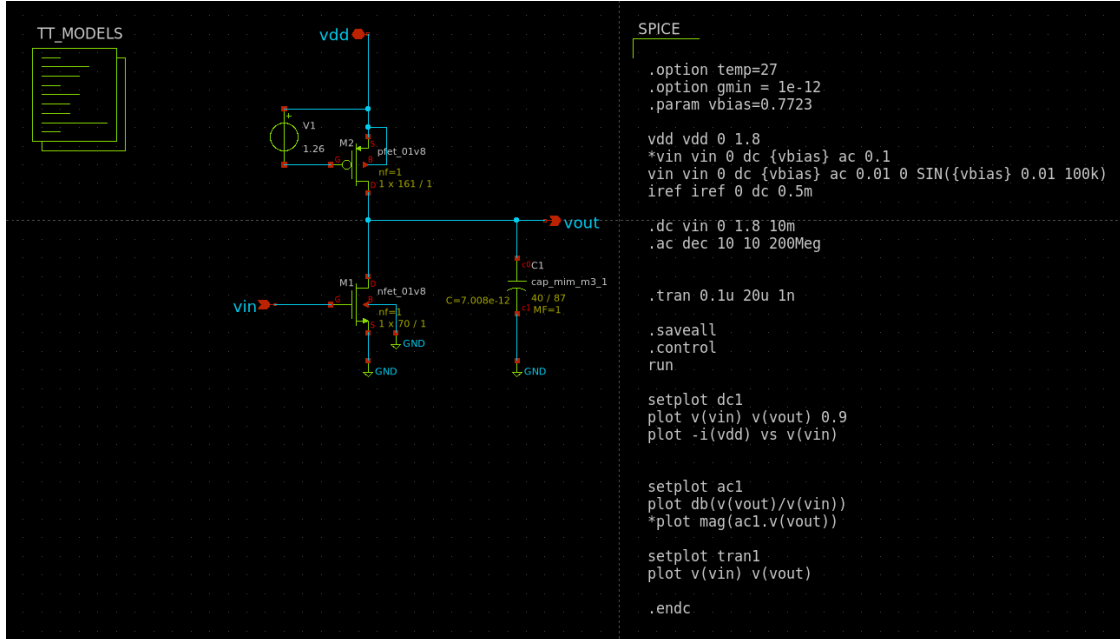 TT_MODELS
vdd
V1
1.26
M2
pfet_01v8
S
G
B
D
nf=1
1 x 161 / 1
vout
vin
M1
nfet_01v8
D
G
B
S
nf=1
1 x 70 / 1
GND
GND
c0
C1
cap_mim_m3_1
C=7.008e-12
40 / 87
c1
MF=1
GND
SPICE
.option temp=27
.option gmin = 1e-12
.param vbias=0.7723
vdd vdd 0 1.8
*vin vin 0 dc {vbias} ac 0.1
vin vin 0 dc {vbias} ac 0.01 0 SIN({vbias} 0.01 100k)
iref iref 0 dc 0.5m
.dc vin 0 1.8 10m
.ac dec 10 10 200Meg
.tran 0.1u 20u 1n
.saveall
.control
run
setplot dc1
plot v(vin) v(vout) 0.9
plot -i(vdd) vs v(vin)
setplot ac1
plot db(v(vout)/v(vin))
*plot mag(ac1.v(vout))
setplot tran1
plot v(vin) v(vout)
.endc